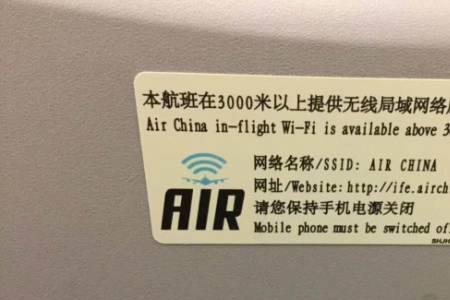 本航班在3000米以上提供无线局域网络
Air China in-flight Wi-Fi is available above 3
网络名称/SSID: AIR CHINA
网址/Website: http://ife.airch
AIR
请您保持手机电源关闭
Mobile phone must be switched of